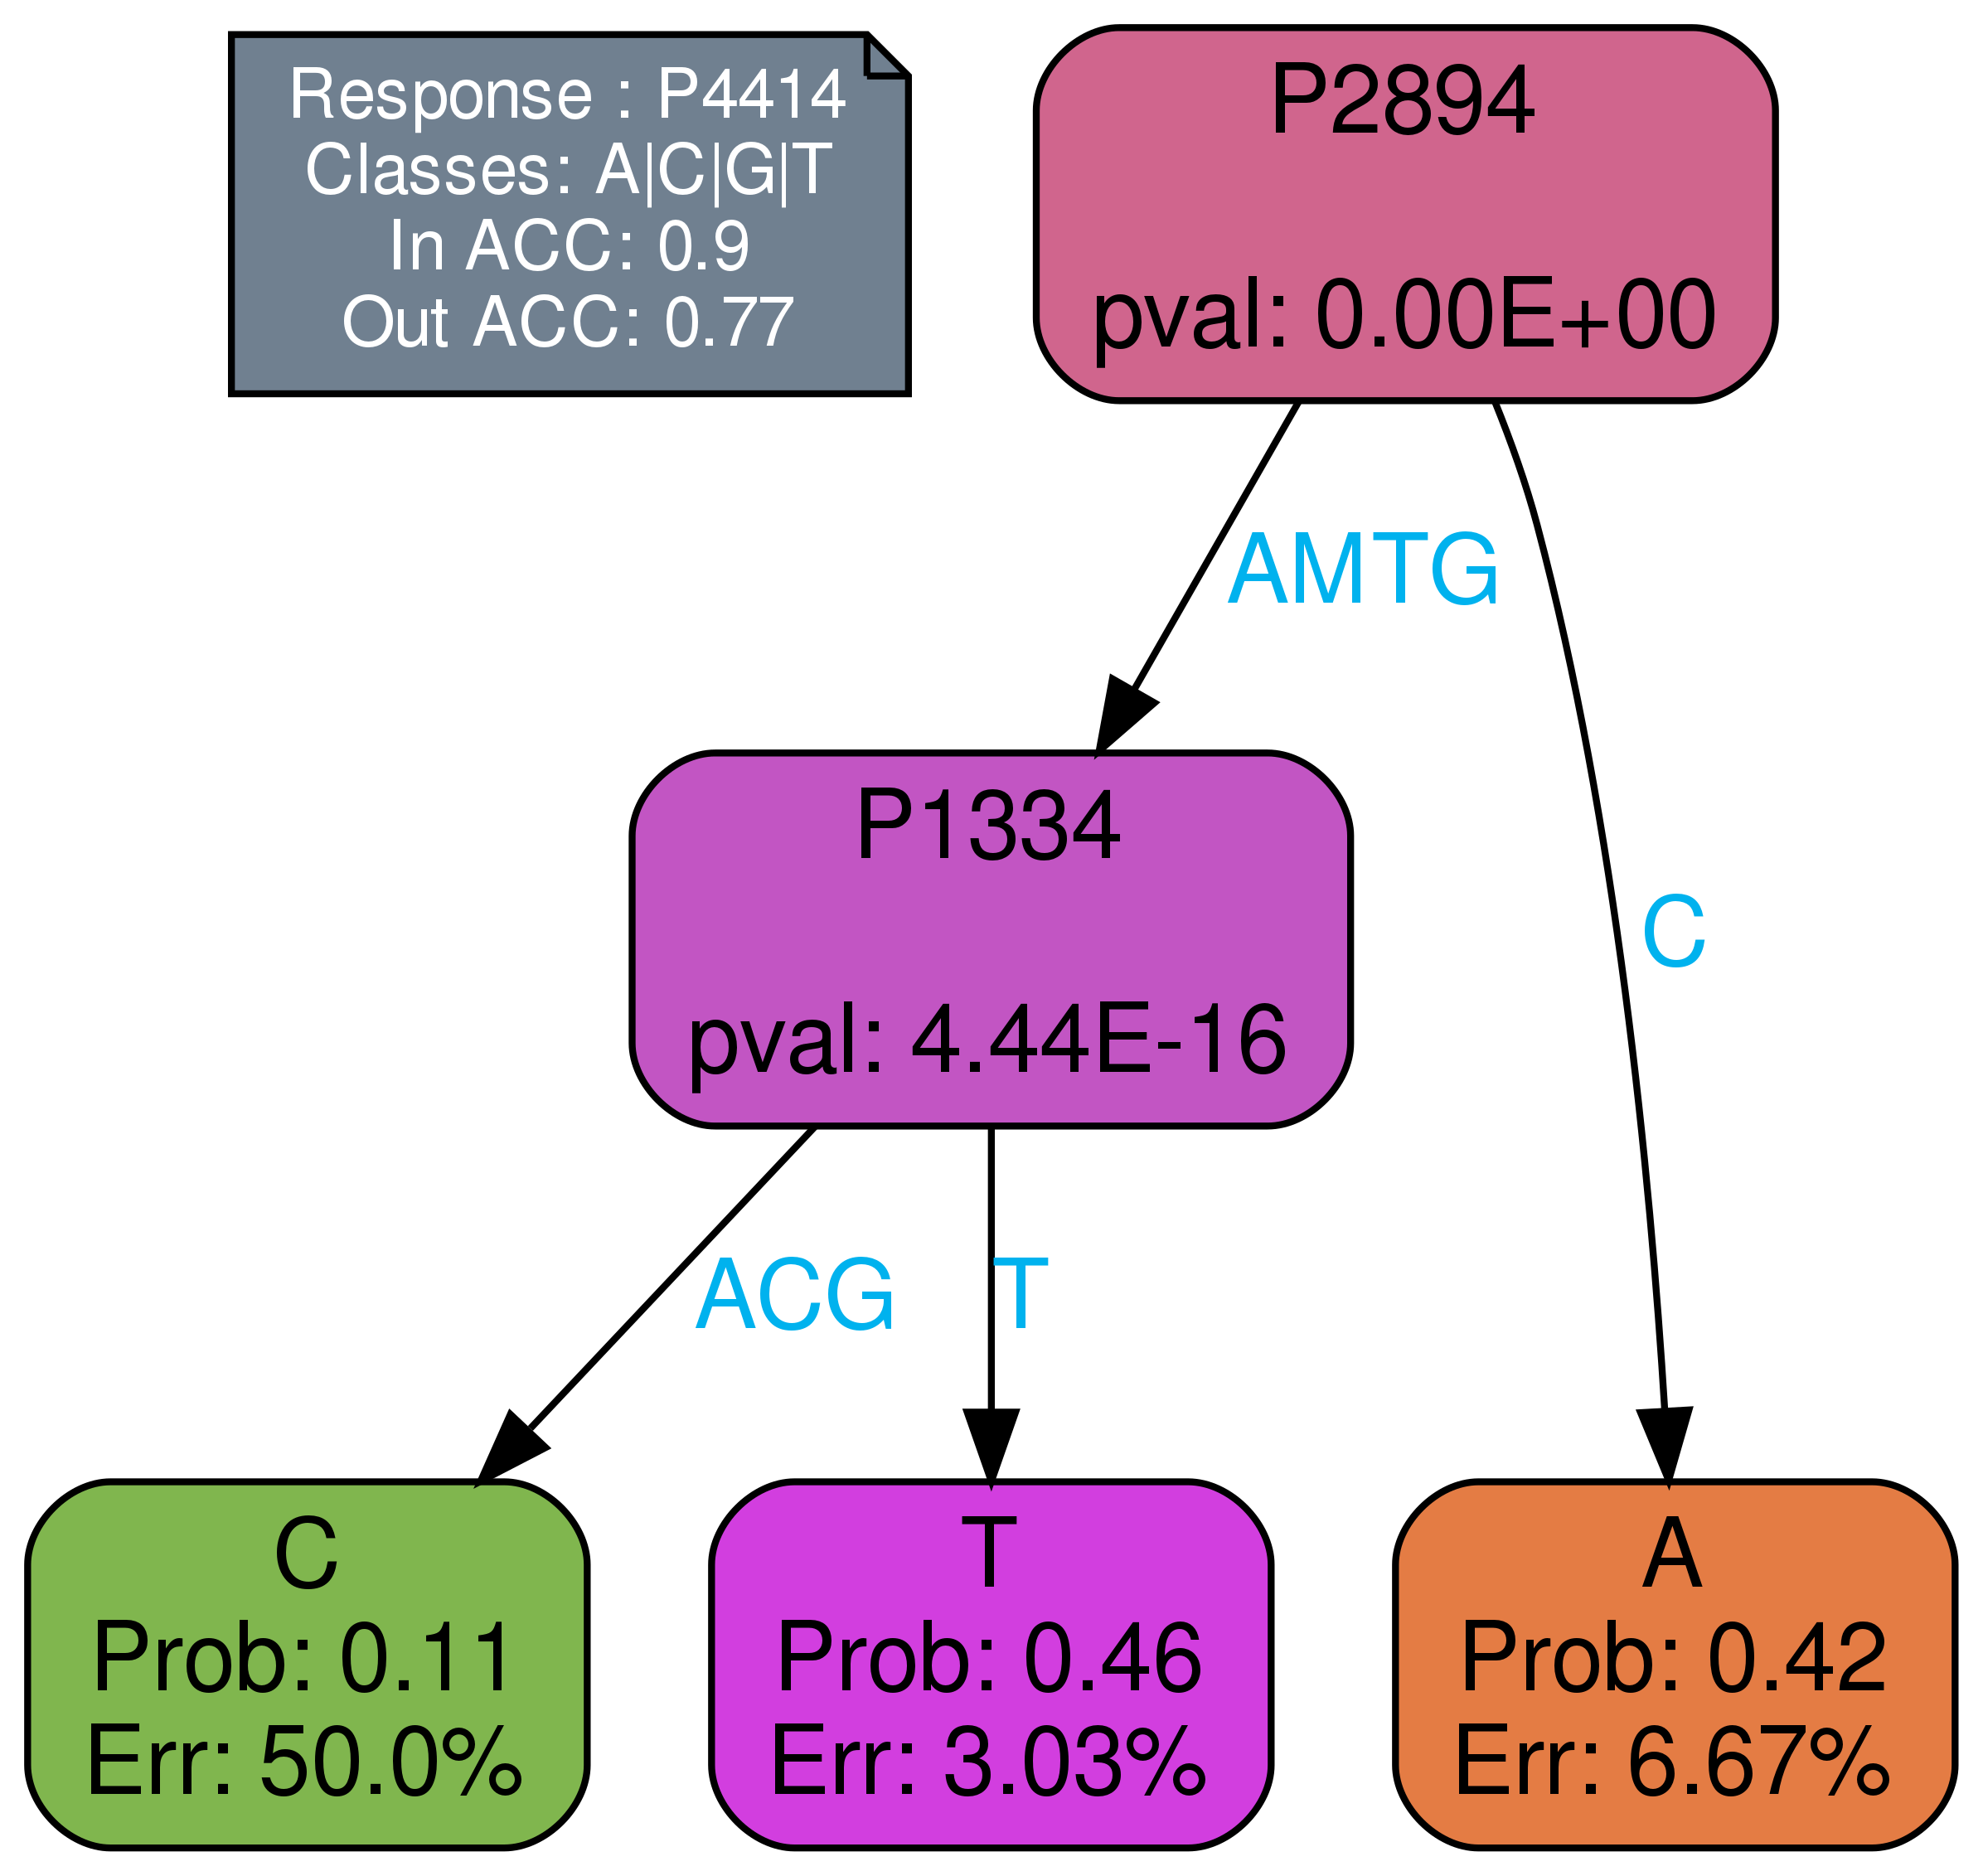 Response : P4414
Classes: A|C|G|T
In ACC: 0.9
Out ACC: 0.77
P2894
pval: 0.00E+00
AMTG
C
P1334
pval: 4.44E-16
ACG
T
C
Prob: 0.11
Err: 50.0%
T
Prob: 0.46
Err: 3.03%
A
Prob: 0.42
Err: 6.67%